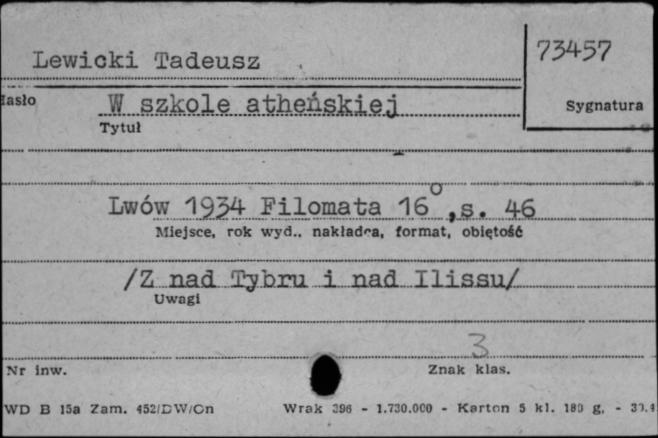 Lewicki Tadeusz
73457
Hasło
W szkole atheńskiej
Sygnatura
Tytuł
Lwów 1934 Filomata 16°, s. 46
Miejsce, rok wyd., nakładca, format, obiętość
/Z nad Tybru i nad Ilissu/
Uwagi
3
Nr inw.
Znak klas.
WD B 15a Zam. 452/DW/On
Wrak 396 - 1.730.000 - Karton 5 kl. 180 g, -